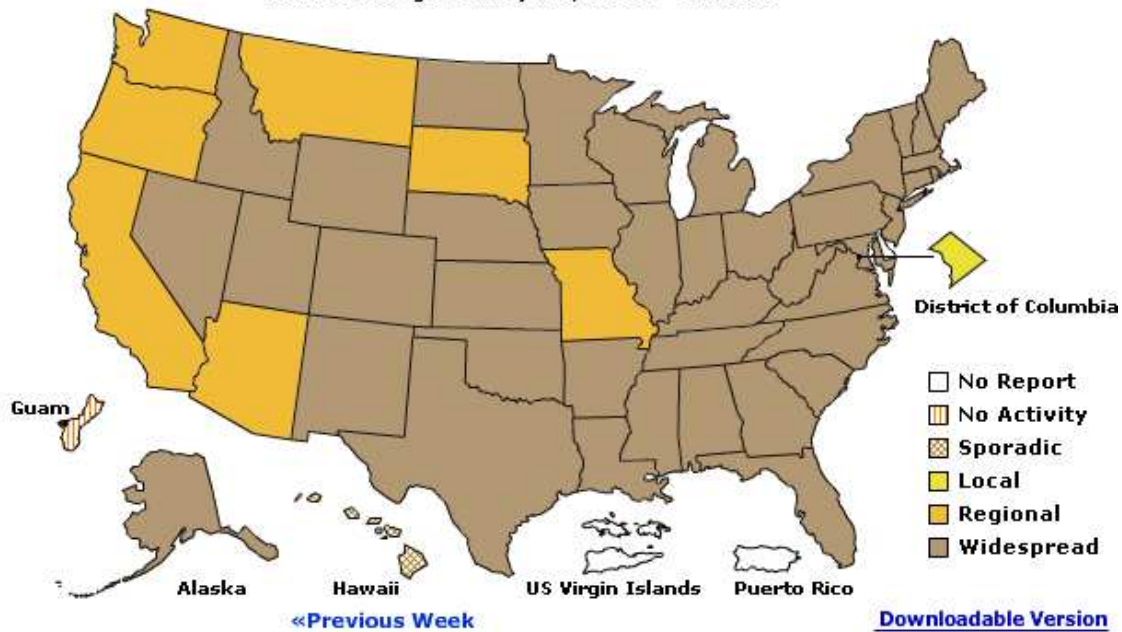 District of Columbia
No Report
Guam
No Activity
Sporadic
Local
Regional
Widespread
Alaska
Hawaii
US Virgin Islands
Puerto Rico
«Previous Week
Downloadable Version